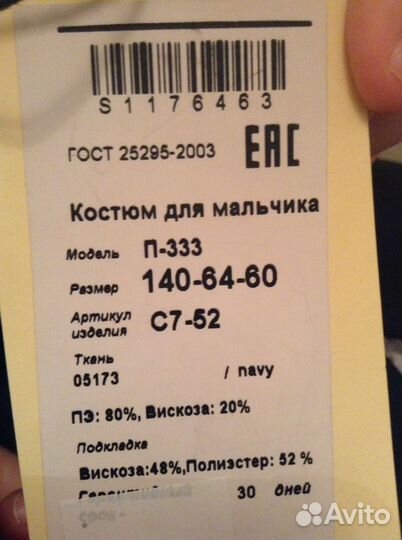 S1176463
ГОСТ 25295-2003 EAC
Костюм для мальчика
Модель П-333
Размер 140-64-60
Артикул изделия С7-52
Ткань
05173 / navy
ПЭ: 80%, Вискоза: 20%
Подкладка
Вискоза:48%,Полиэстер: 52 %
30 дней
Avito